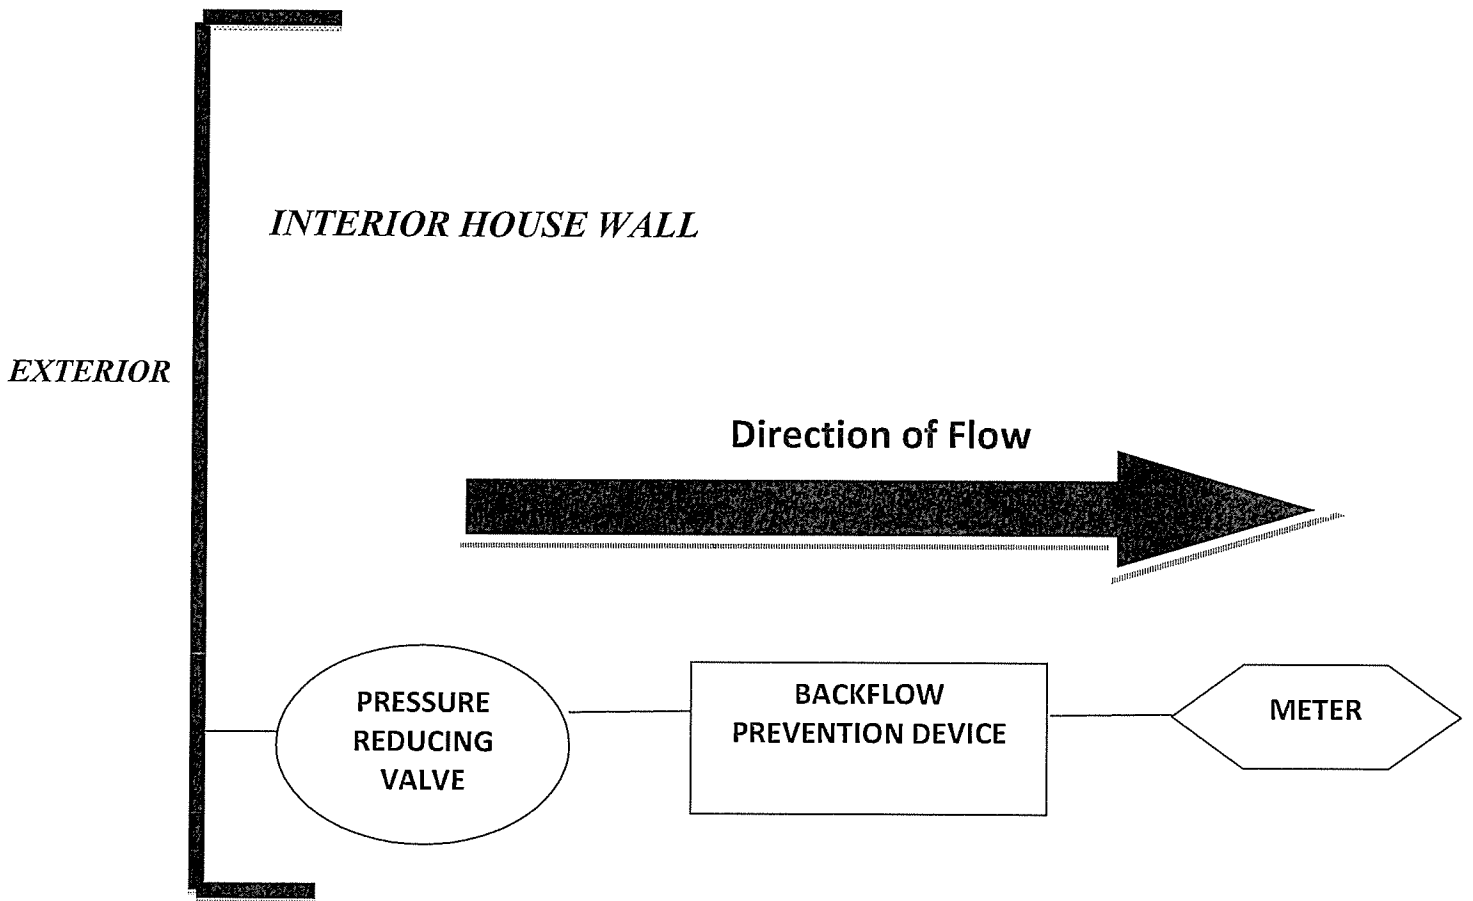 INTERIOR HOUSE WALL
EXTERIOR
Direction of Flow
PRESSURE
REDUCING
VALVE
BACKFLOW
PREVENTION DEVICE
METER